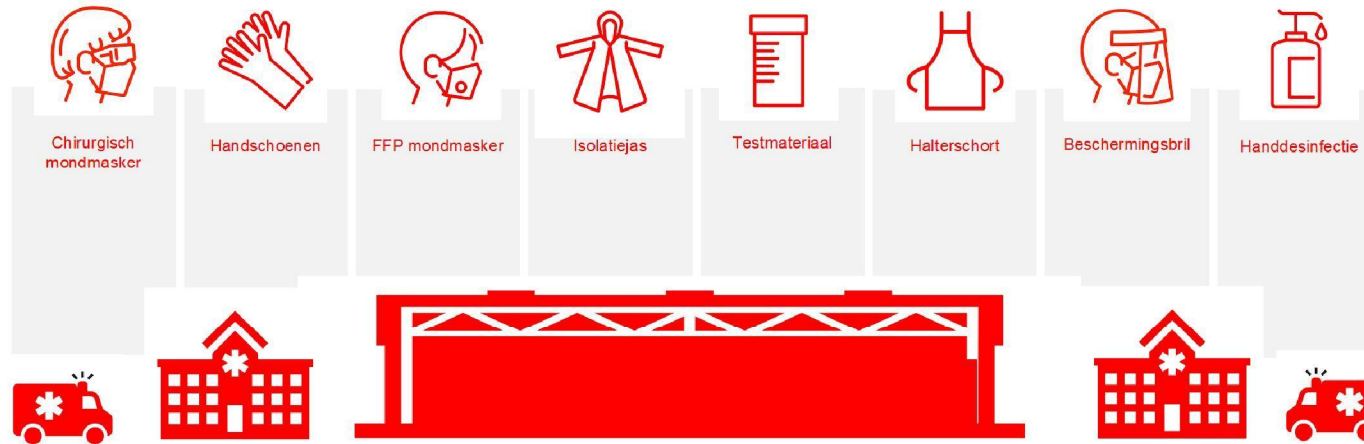 Chirurgisch
mondmasker
Handschoenen
FFP mondmasker
Isolatiejas
Testmateriaal
Halterschort
Beschermingsbril
Handdesinfectie